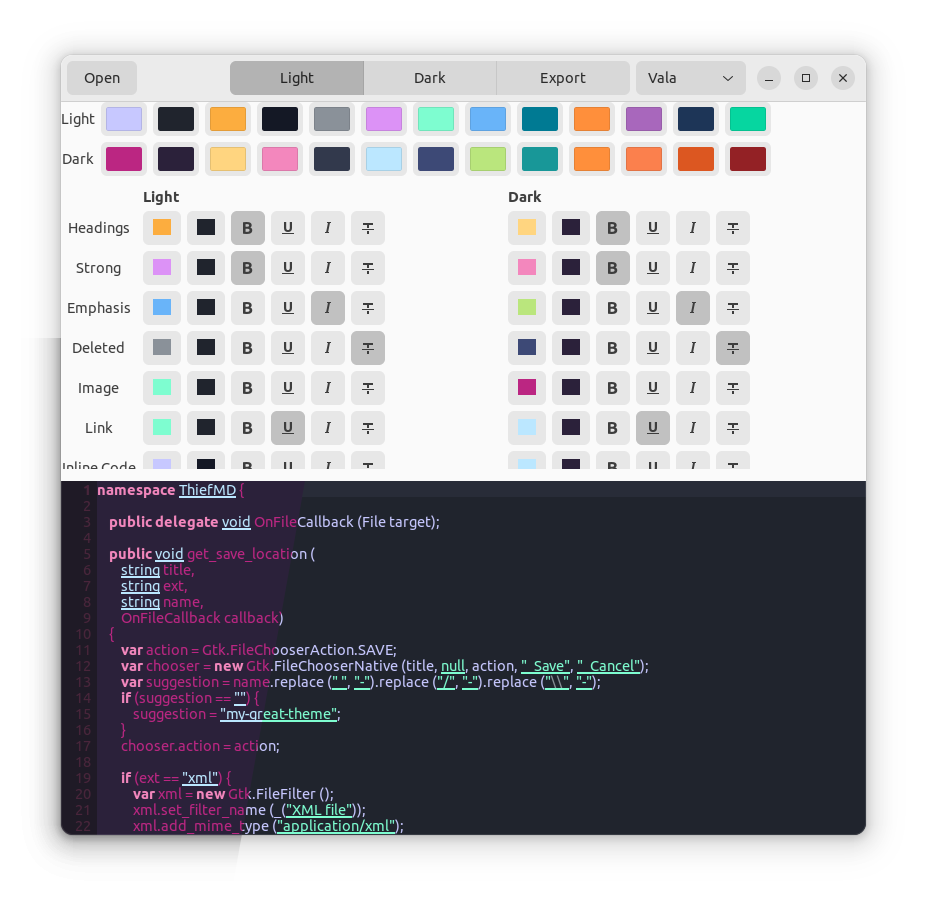 Open Light Dark Export Vala
Light
Dark
Light Dark
Headings B U I T B U I T
Strong B U I T B U I T
Emphasis B U I T B U I T
Deleted B U I T B U I T
Image B U I T B U I T
Link B U I T B U I T
Inline Code B U I T B U I T
1 namespace ThiefMD {
2
3 public delegate void OnFileCallback (File target);
4
5 public void get_save_location (
6 string title,
7 string ext,
8 string name,
9 OnFileCallback callback)
10 {
11 var action = Gtk.FileChooserAction.SAVE;
12 var chooser = new Gtk.FileChooserNative (title, null, action, "_Save", "_Cancel");
13 var suggestion = name.replace (" ", "-").replace ("/", "-").replace ("\\", "-");
14 if (suggestion == "") {
15 suggestion = "my-great-theme";
16 }
17 chooser.action = action;
18
19 if (ext == "xml") {
20 var xml = new Gtk.FileFilter ();
21 xml.set_filter_name (_("XML file"));
22 xml.add_mime_type ("application/xml");